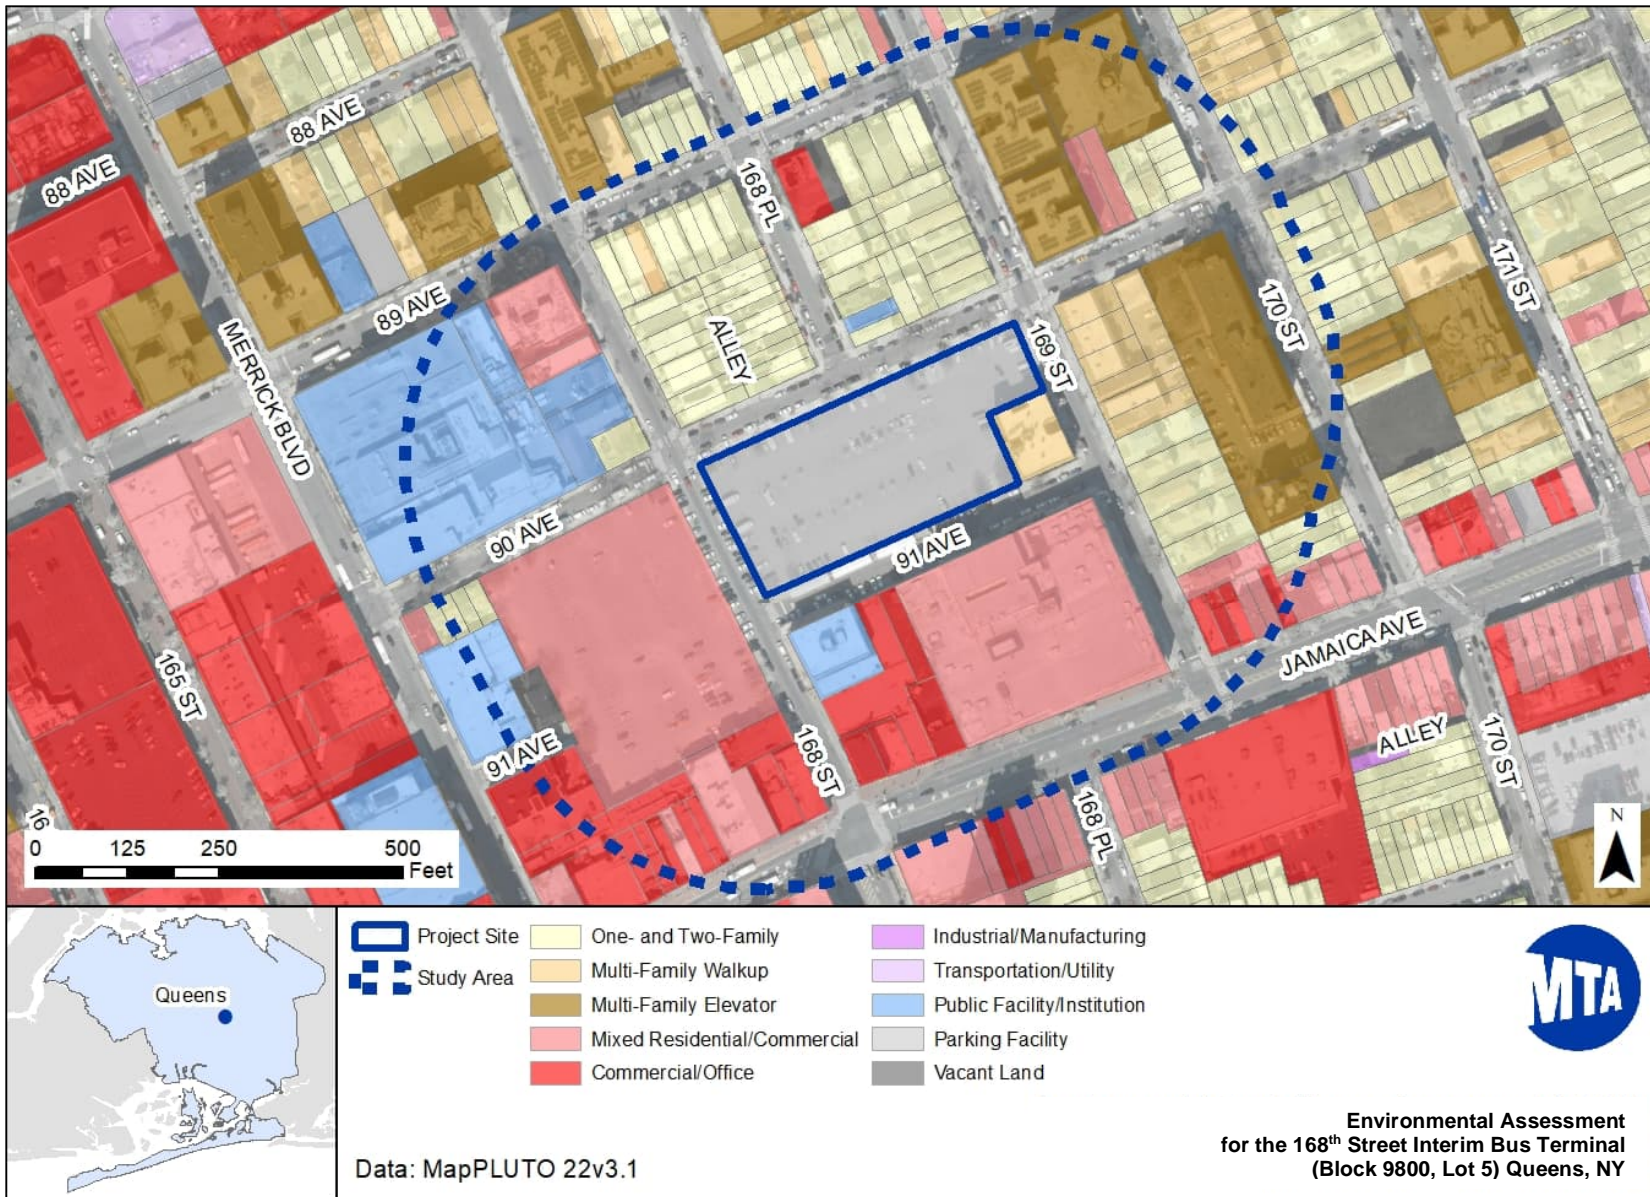 88 AVE
88 AVE
168 PL
89 AVE
ALLEY
169 ST
170 ST
171 ST
MERRICK BLVD
90 AVE
91 AVE
165 ST
JAMAICA AVE
91 AVE
168 ST
ALLEY
170 ST
168 PL
16
0 125 250 500
Feet
N
Queens
Project Site
Study Area
One- and Two-Family
Multi-Family Walkup
Multi-Family Elevator
Mixed Residential/Commercial
Commercial/Office
Industrial/Manufacturing
Transportation/Utility
Public Facility/Institution
Parking Facility
Vacant Land
MTA
Data: MapPLUTO 22v3.1
Environmental Assessment
for the 168th Street Interim Bus Terminal
(Block 9800, Lot 5) Queens, NY